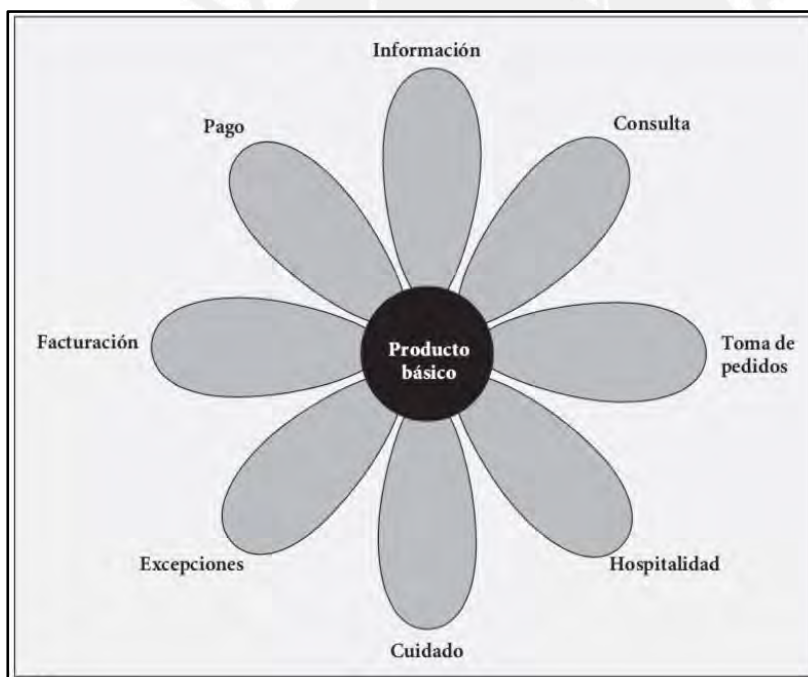 Información
Consulta
Toma de
pedidos
Hospitalidad
Cuidado
Excepciones
Facturación
Pago
Producto
básico